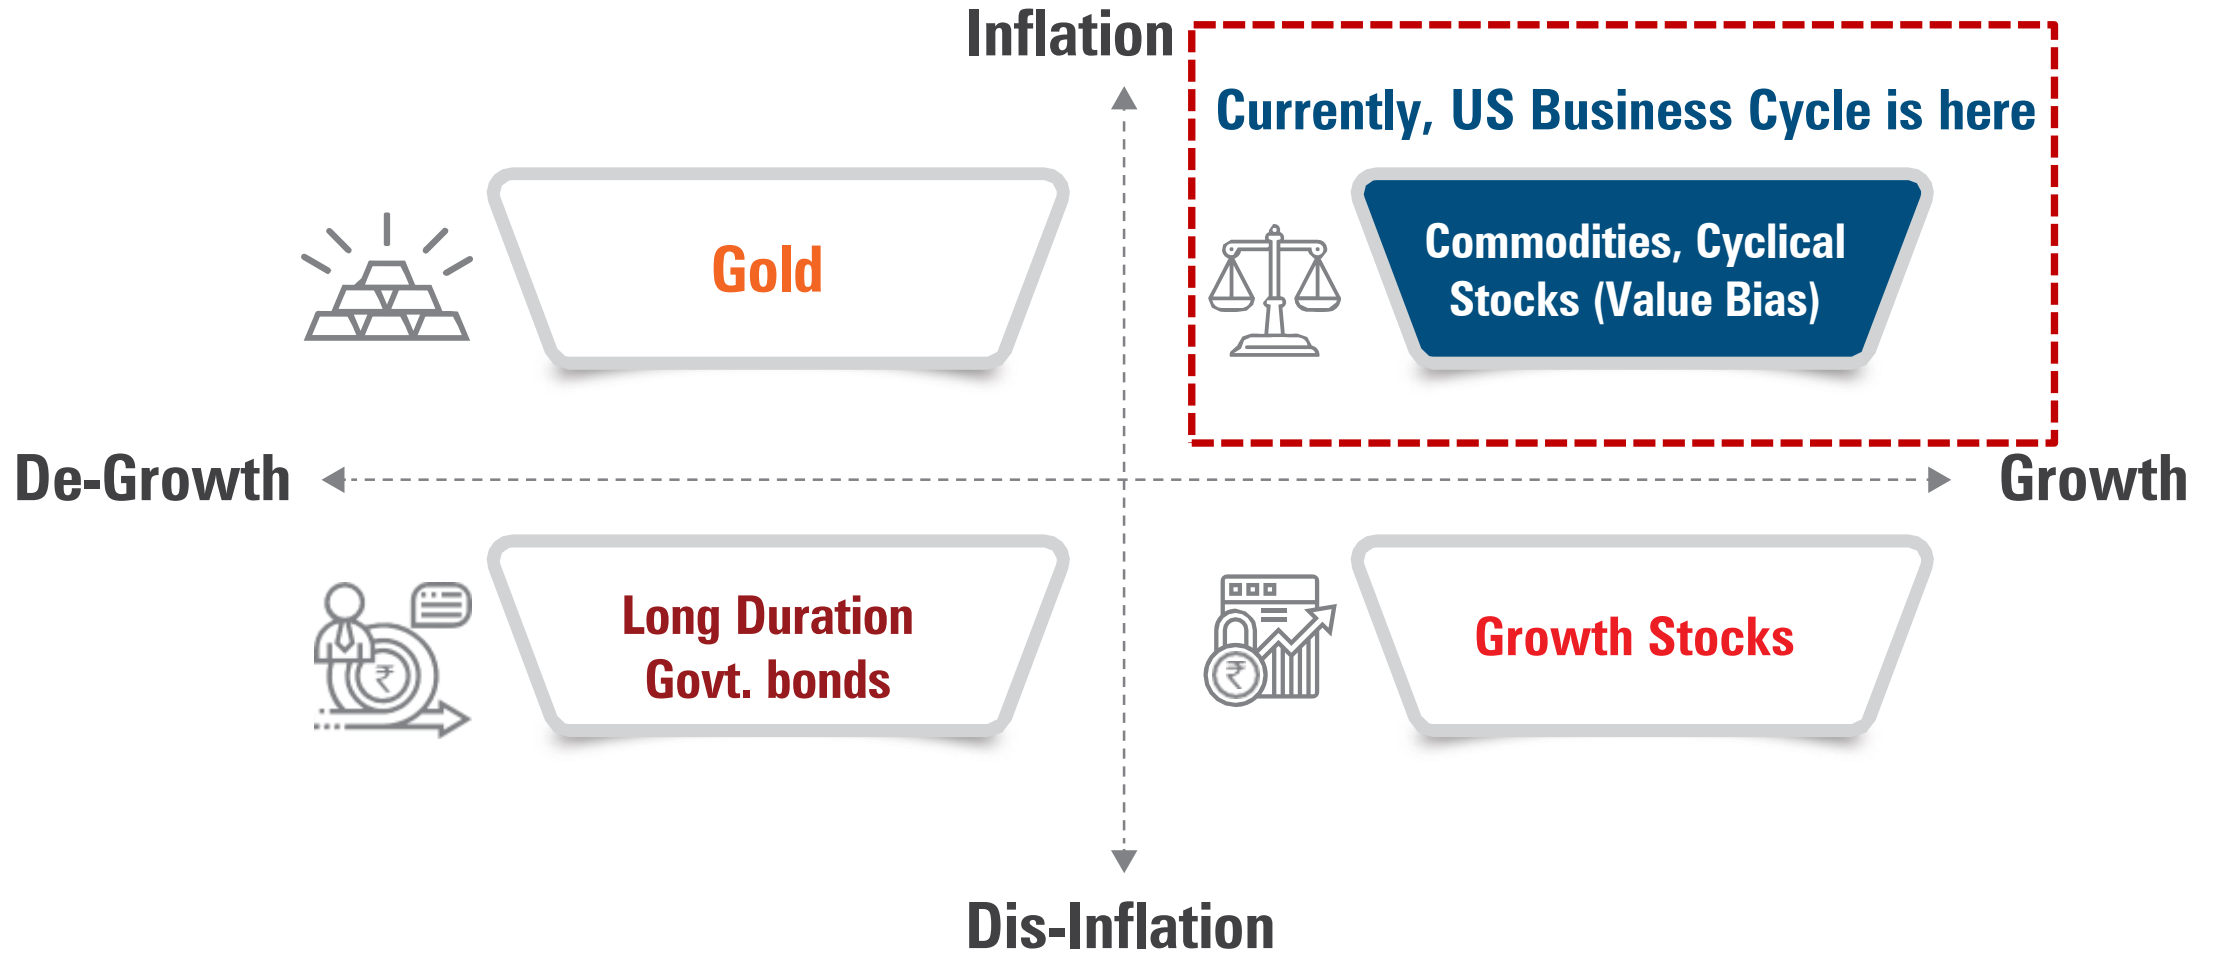 Inflation
Currently, US Business Cycle is here
Gold
Commodities, Cyclical
Stocks (Value Bias)
De-Growth
Growth
Long Duration
Govt. bonds
₹
Growth Stocks
₹
Dis-Inflation